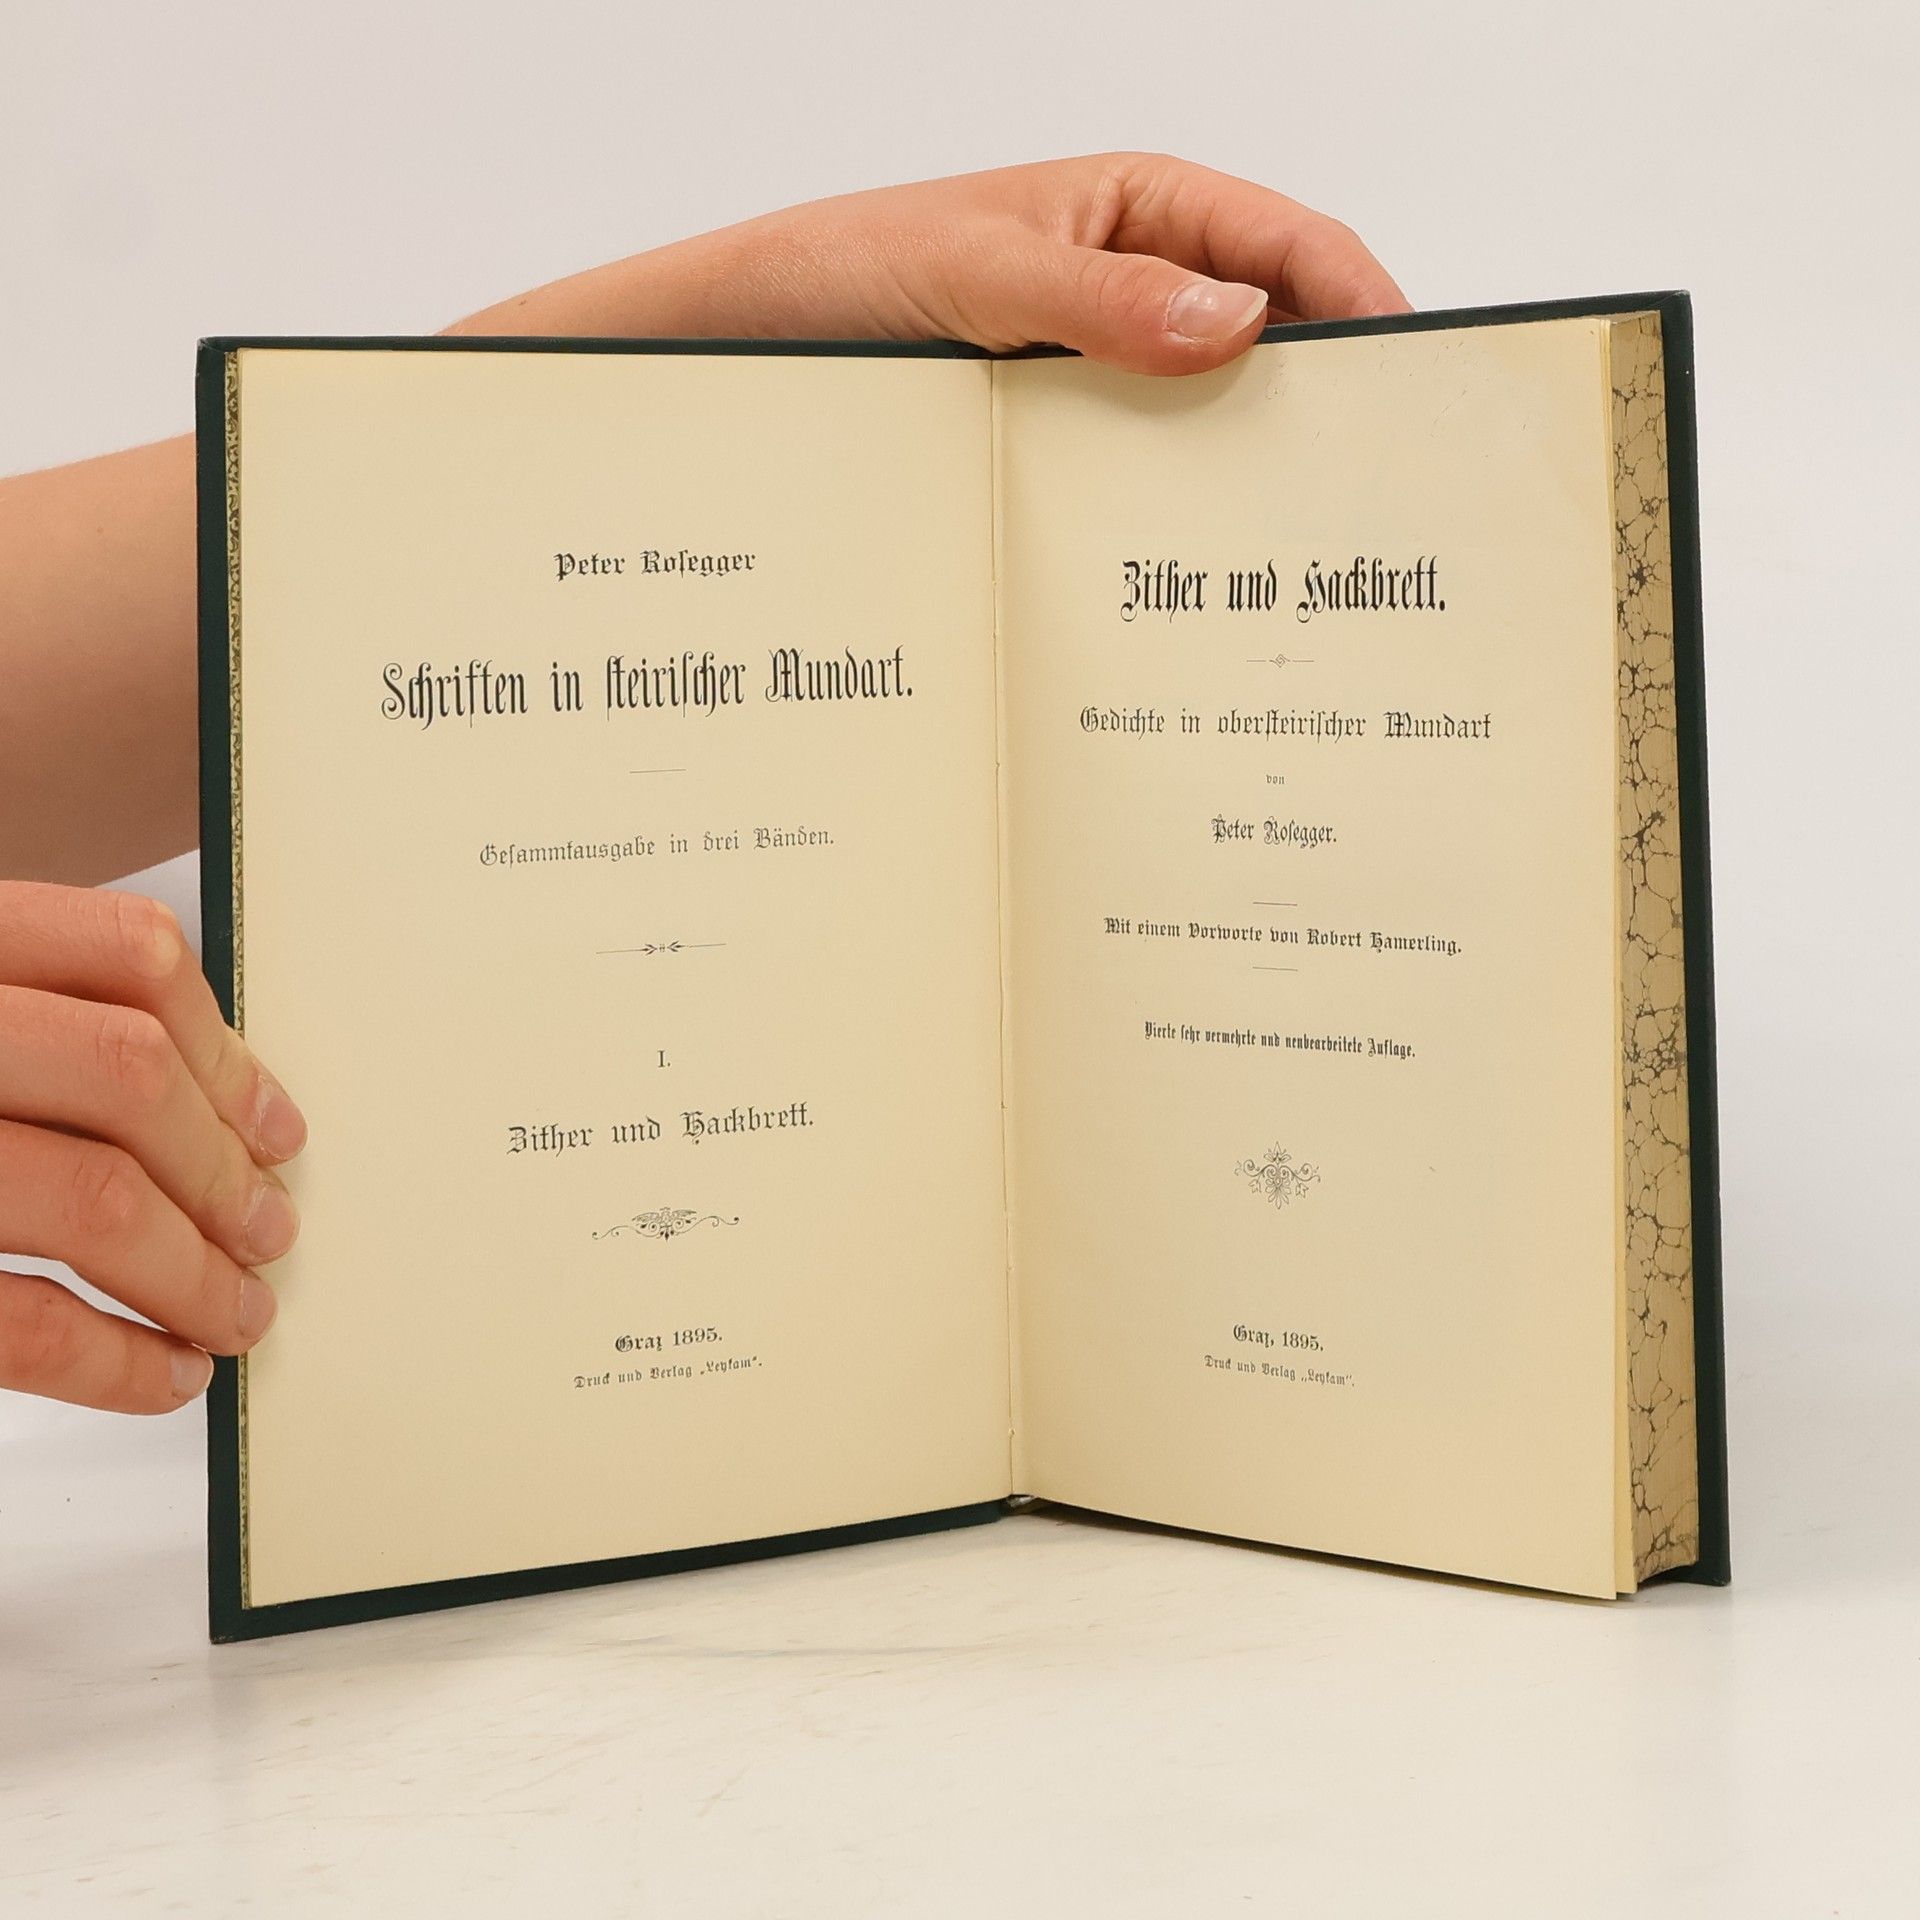 Peter Roſegger
Schriften in ſteiriſcher Mundart.
Geſammtausgabe in drei Bänden.
I.
Zither und Hackbrett.
Graz 1895.
Druck und Verlag „Leykam“.
Zither und Hackbrett.
Gedichte in oberſteiriſcher Mundart
von
Peter Roſegger.
Mit einem Vorworte von Robert Hamerling.
Vierte ſehr vermehrte und neubearbeitete Auflage.
Graz, 1895.
Druck und Verlag „Leykam“.